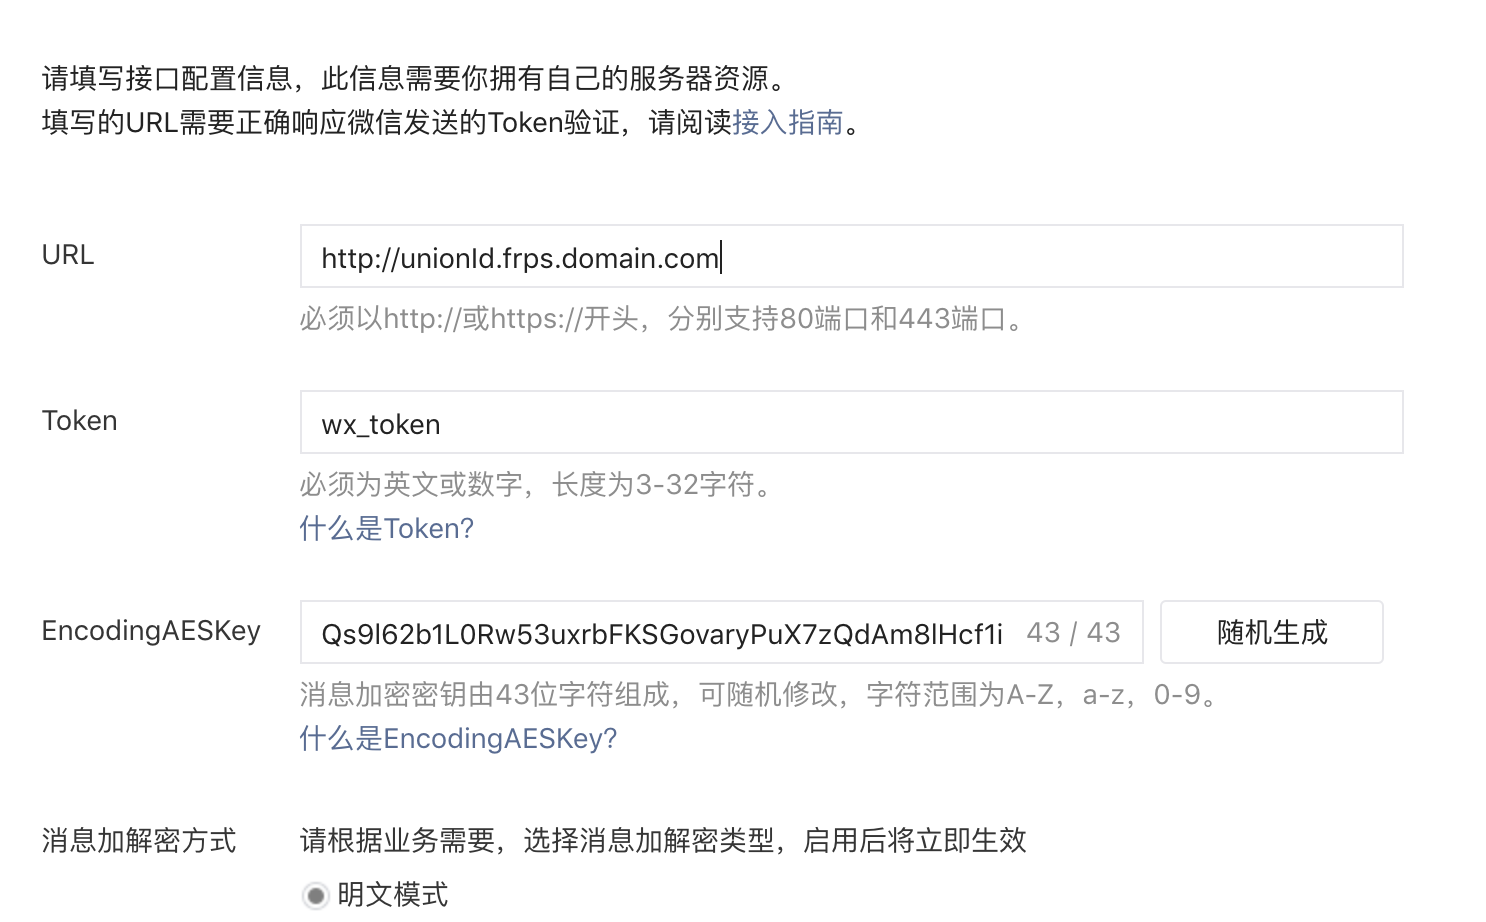 请填写接口配置信息，此信息需要你拥有自己的服务器资源。
填写的URL需要正确响应微信发送的Token验证，请阅读接入指南。
URL
http://unionId.frps.domain.com
必须以http://或https://开头，分别支持80端口和443端口。
Token
wx_token
必须为英文或数字，长度为3-32字符。
什么是Token?
EncodingAESKey
Qs9l62b1L0Rw53uxrbFKSGovaryPuX7zQdAm8lHcf1i 43 / 43 随机生成
消息加密密钥由43位字符组成，可随机修改，字符范围为A-Z，a-z，0-9。
什么是EncodingAESKey?
消息加解密方式
请根据业务需要，选择消息加解密类型，启用后将立即生效
明文模式